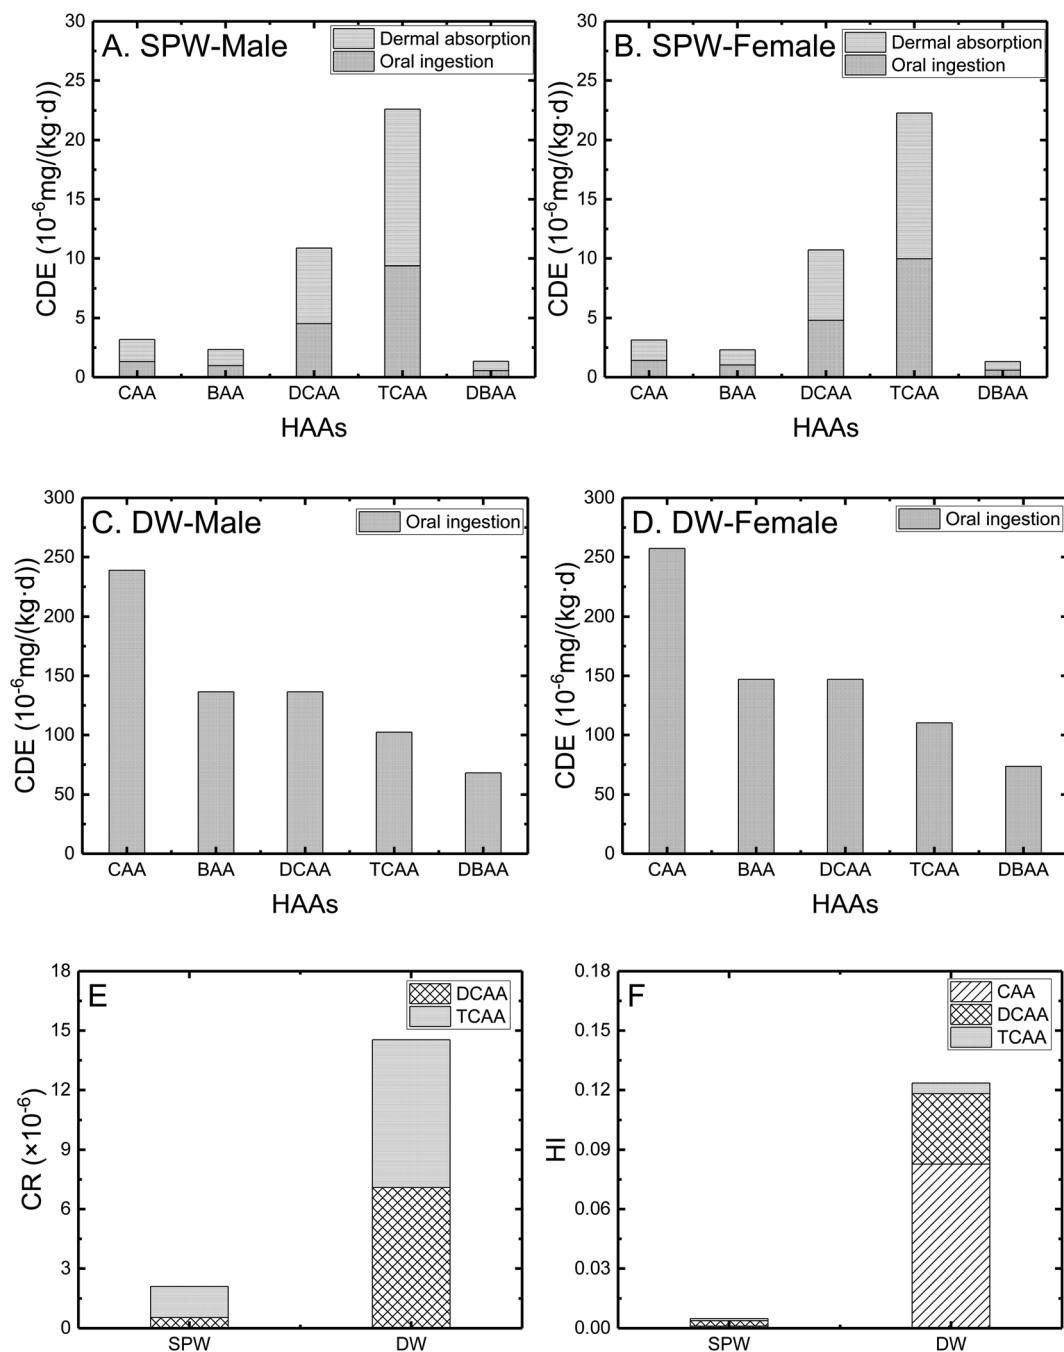 A. SPW-Male
Dermal absorption
Oral ingestion
CDE (10⁻⁶mg/(kg·d))
30
25
20
15
10
5
0
CAA BAA DCAA TCAA DBAA
HAAs
B. SPW-Female
Dermal absorption
Oral ingestion
CDE (10⁻⁶mg/(kg·d))
30
25
20
15
10
5
0
CAA BAA DCAA TCAA DBAA
HAAs
C. DW-Male
Oral ingestion
CDE (10⁻⁶mg/(kg·d))
300
250
200
150
100
50
0
CAA BAA DCAA TCAA DBAA
HAAs
D. DW-Female
Oral ingestion
CDE (10⁻⁶mg/(kg·d))
300
250
200
150
100
50
0
CAA BAA DCAA TCAA DBAA
HAAs
E
DCAA
TCAA
CR (×10⁻⁶)
18
15
12
9
6
3
0
SPW DW
F
CAA
DCAA
TCAA
HI
0.18
0.15
0.12
0.09
0.06
0.03
0.00
SPW DW